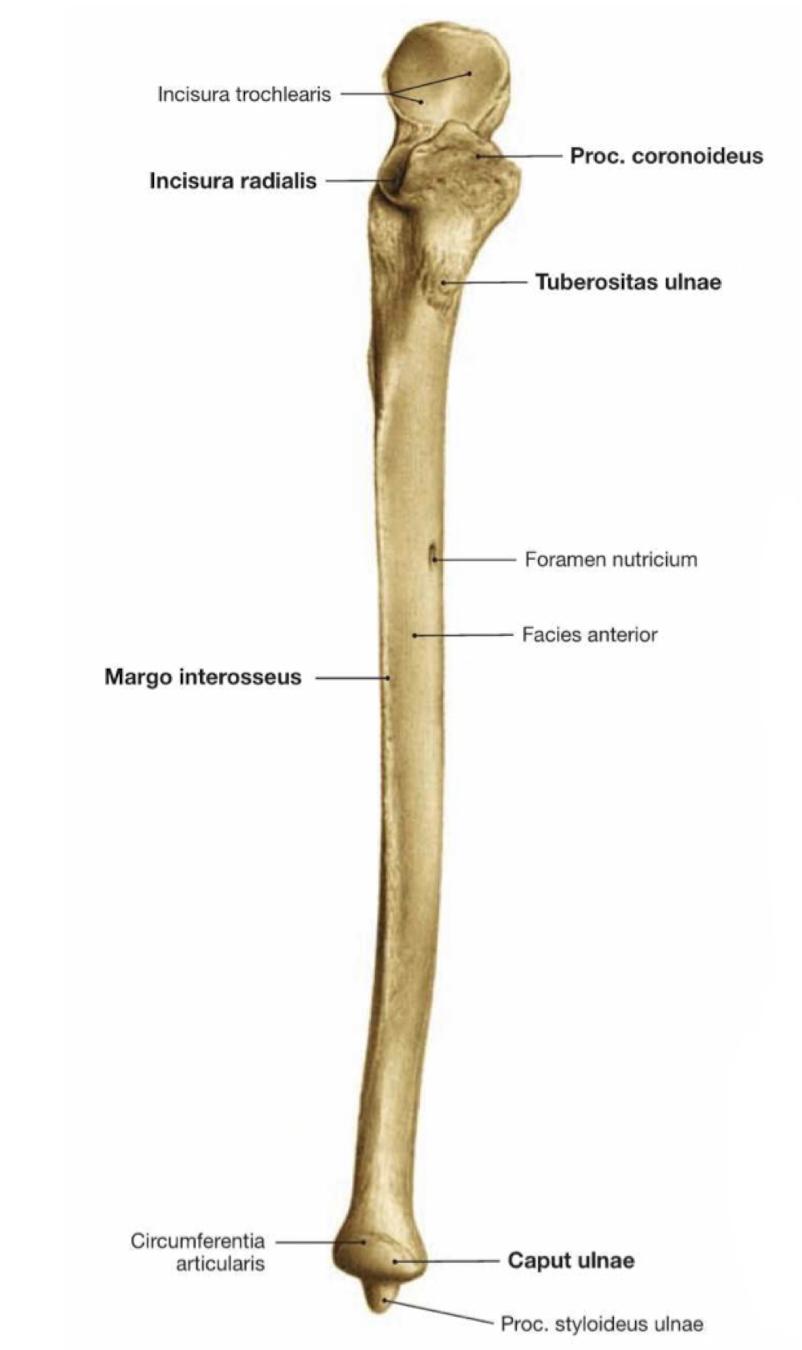 Incisura trochlearis
Proc. coronoideus
Incisura radialis
Tuberositas ulnae
Foramen nutricium
Facies anterior
Margo interosseus
Circumferentia
articularis
Caput ulnae
Proc. styloideus ulnae